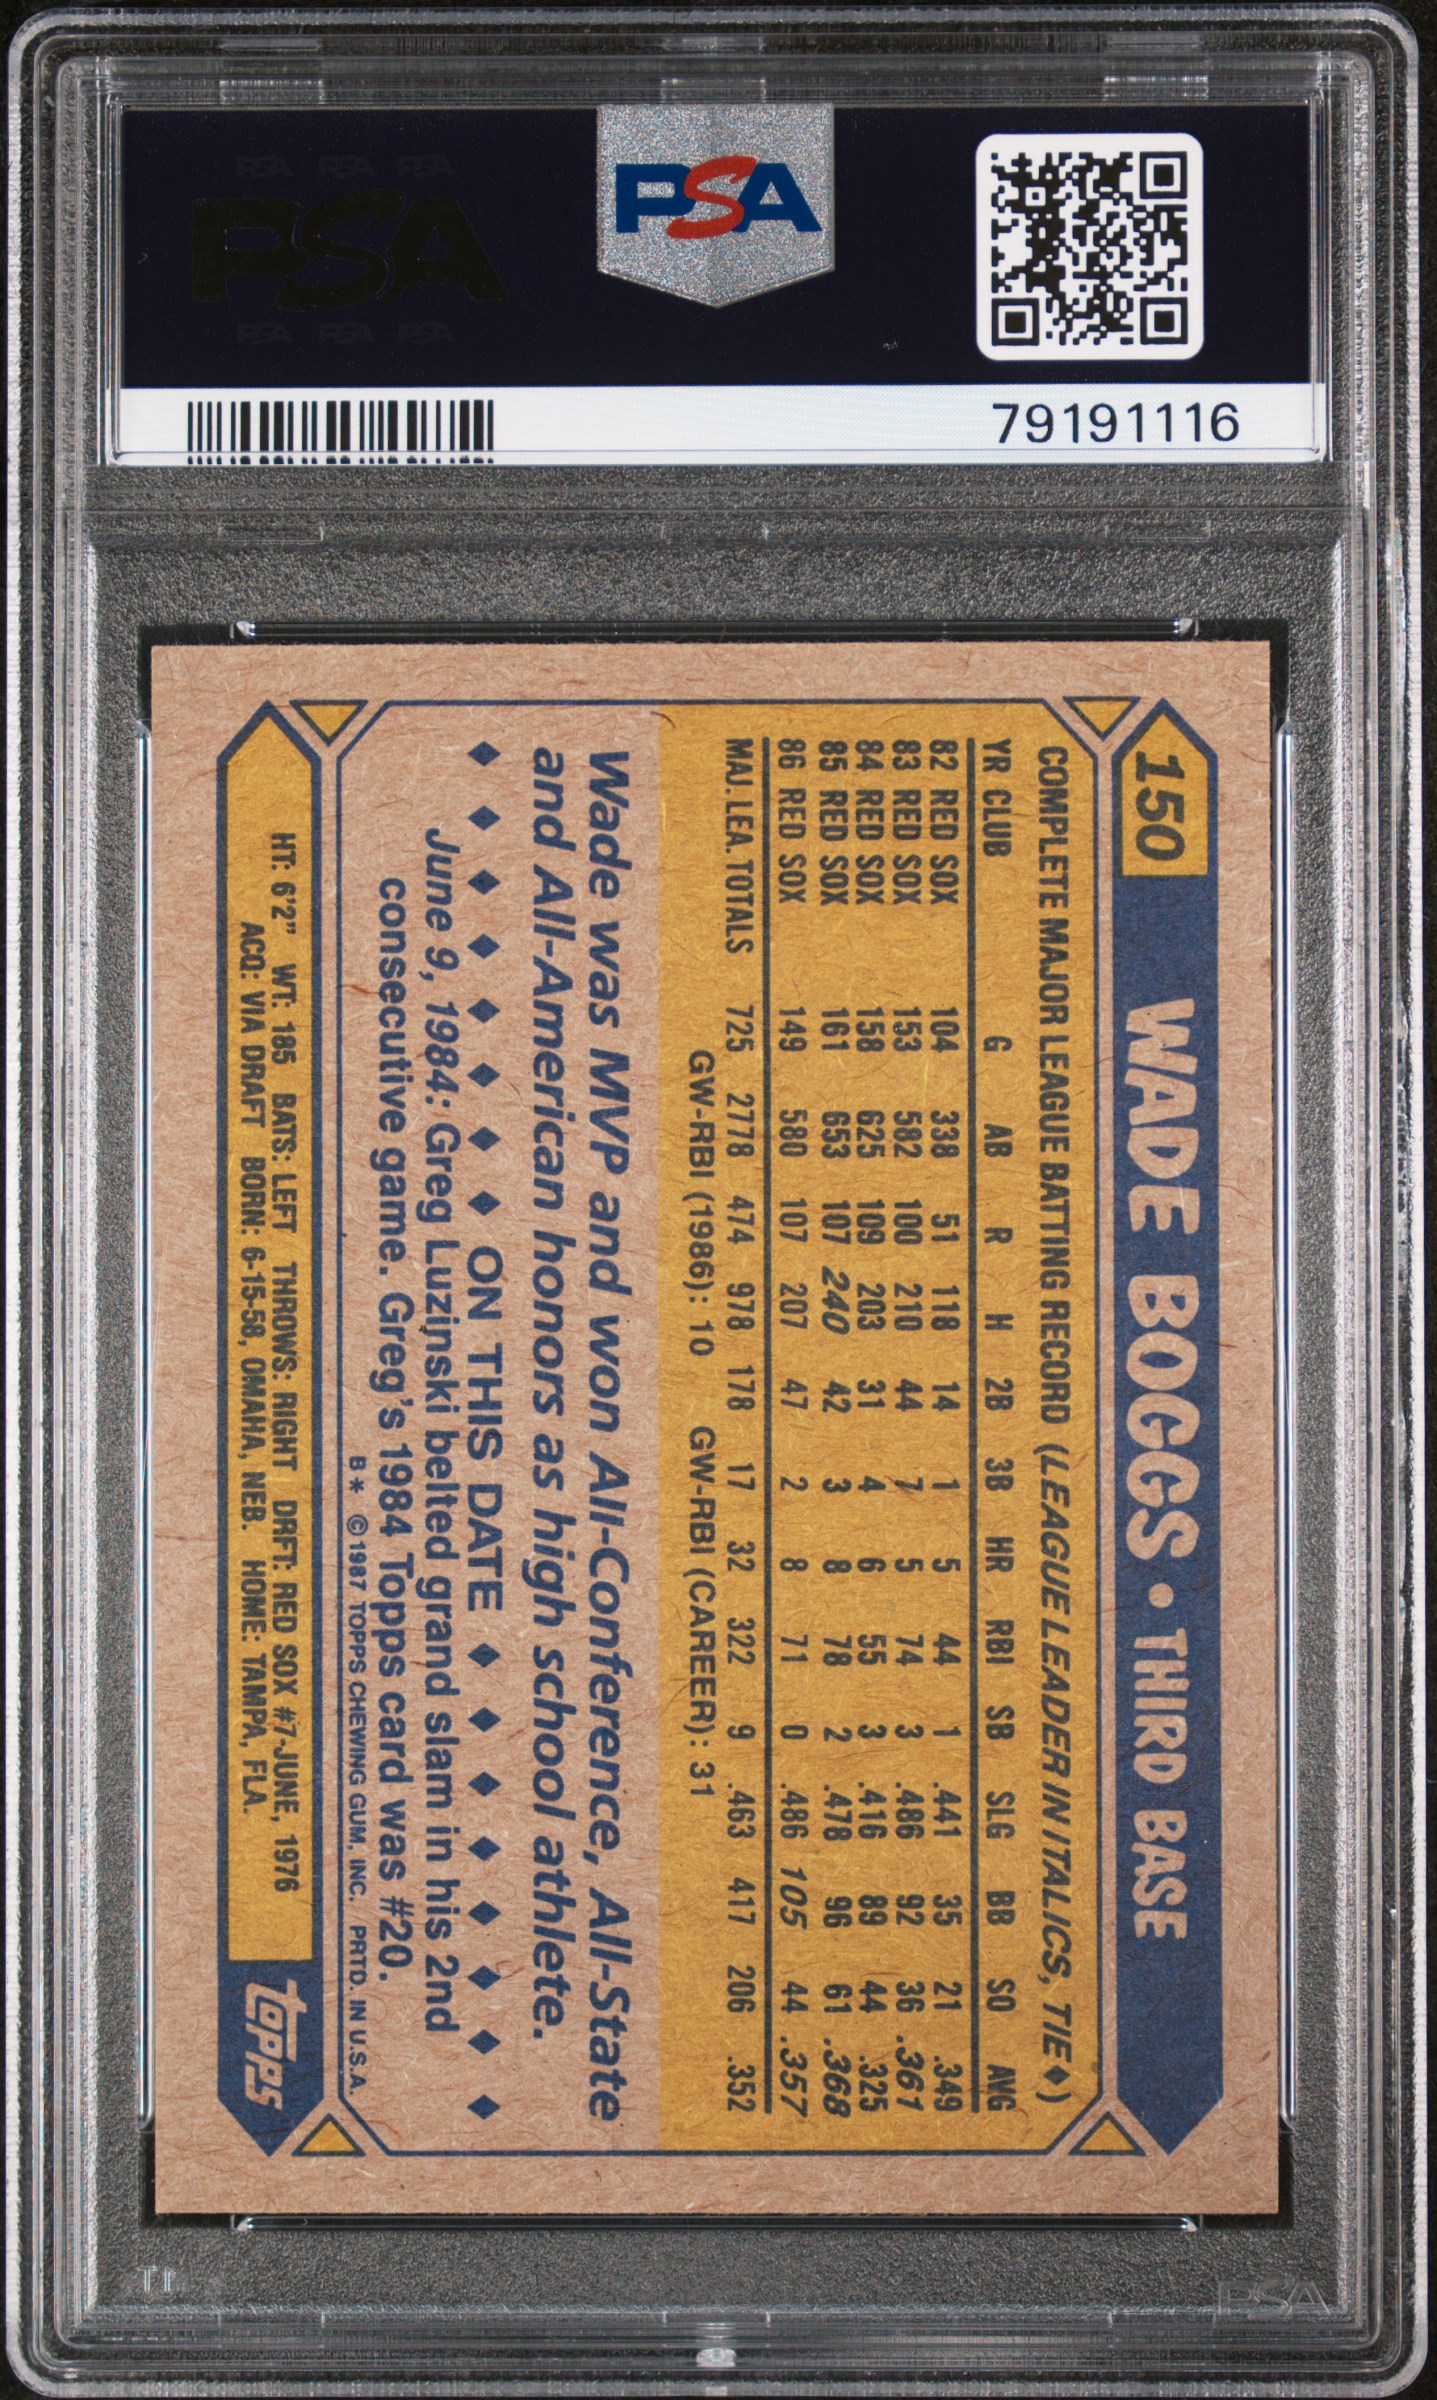 PSA PSA PSA
PSA
PSA PSA PSA
PSA
79191116
150 WADE BOGGS • THIRD BASE
COMPLETE MAJOR LEAGUE BATTING RECORD (LEAGUE LEADER IN ITALICS, TIE◆)
YR CLUB G AB R H 2B 3B HR RBI SB SLG BB SO AVG
82 RED SOX 104 338 51 118 14 1 5 44 1 .441 35 21 .349
83 RED SOX 153 582 100 210 44 7 5 74 3 .486 92 36 .361
84 RED SOX 158 625 109 203 31 4 6 55 3 .416 89 44 .325
85 RED SOX 161 653 107 240 42 3 8 78 2 .478 96 61 .368
86 RED SOX 149 580 107 207 47 2 8 71 0 .486 105 44 .357
MAJ. LEA. TOTALS 725 2778 474 978 178 17 32 322 9 .463 417 206 .352
GW-RBI (1986): 10 GW-RBI (CAREER): 31
Wade was MVP and won All-Conference, All-State
and All-American honors as high school athlete.
◆ ◆ ◆ ◆ ◆ ◆ ◆ ◆ ON THIS DATE ◆ ◆ ◆ ◆ ◆ ◆ ◆ ◆
June 9, 1984: Greg Luzinski belted grand slam in his 2nd
consecutive game. Greg's 1984 Topps card was #20.
B* ©1987 TOPPS CHEWING GUM, INC. PRTD. IN U.S.A.
HT: 6'2" WT: 185 BATS: LEFT THROWS: RIGHT DRFT: RED SOX #7-JUNE, 1976
ACQ: VIA DRAFT BORN: 6-15-58, OMAHA, NEB. HOME: TAMPA, FLA.
topps
PSA